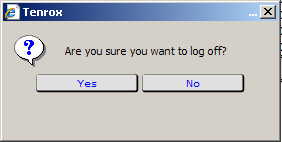 Tenrox ...
Are you sure you want to log off?
Yes No